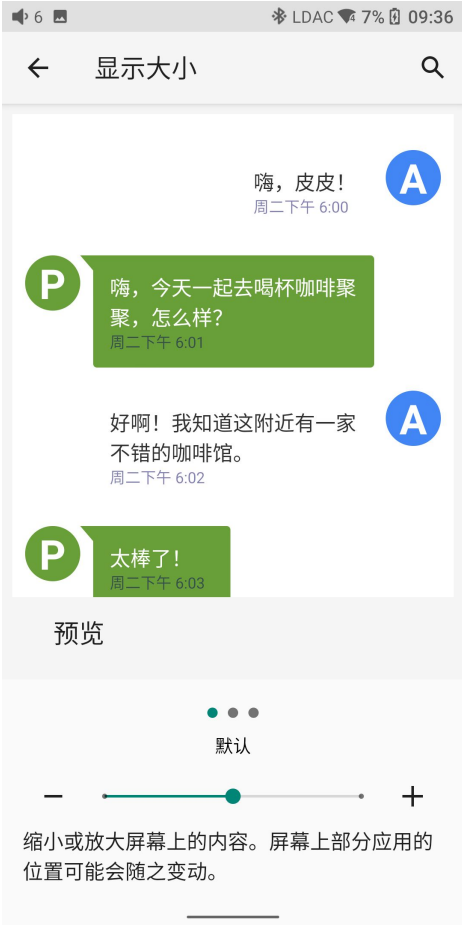 6 LDAC 4 7% 09:36
显示大小
嗨，皮皮！
A
周二下午 6:00
P
嗨，今天一起去喝杯咖啡聚
聚，怎么样？
周二下午 6:01
A
好啊！我知道这附近有一家
不错的咖啡馆。
周二下午 6:02
P
太棒了！
周二下午 6:03
预览
默认
缩小或放大屏幕上的内容。屏幕上部分应用的
位置可能会随之变动。